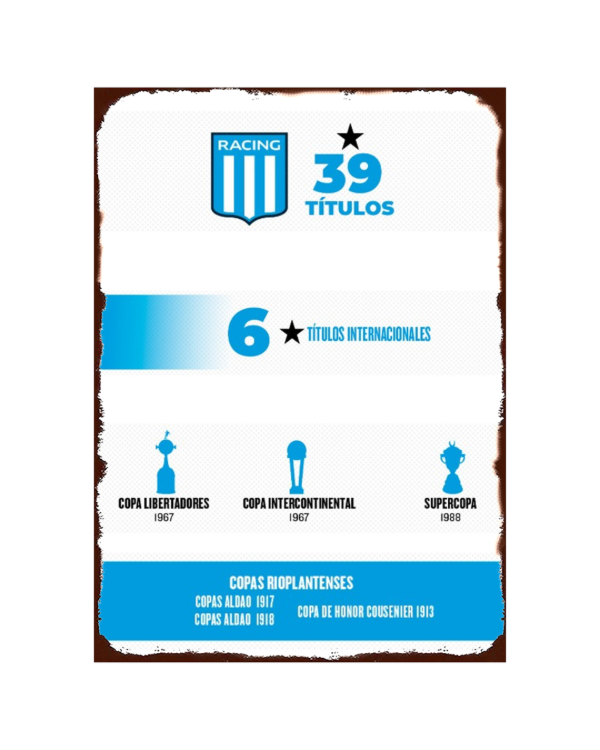 RACING
39
TÍTULOS
6 TÍTULOS INTERNACIONALES
COPA LIBERTADORES
1967
COPA INTERCONTINENTAL
1967
SUPERCOPA
1988
COPAS RIOPLANTENSES
COPAS ALDAO 1917
COPAS ALDAO 1918
COPA DE HONOR COUSENIER 1913